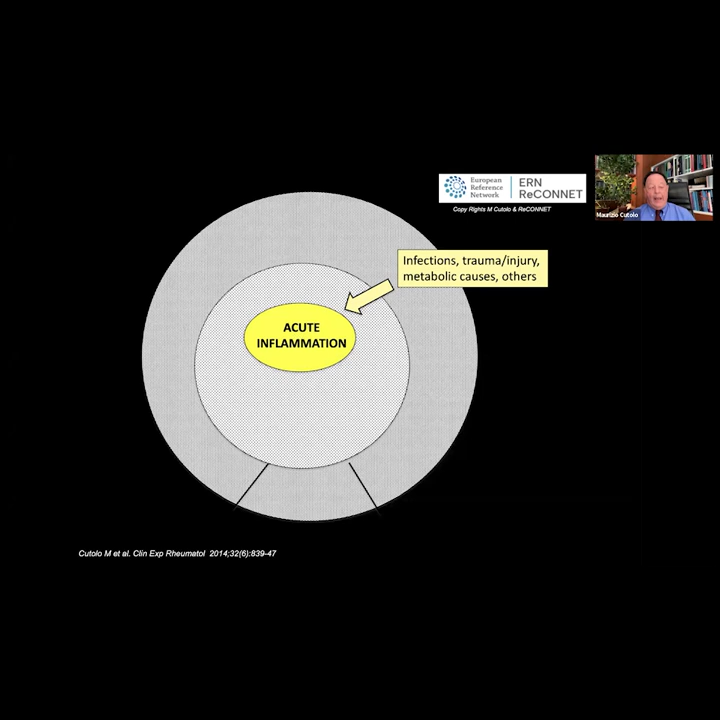 European
Reference
Network
ERN
ReCONNET
Copy Rights M Cutolo & ReCONNET
Maurizio Cutolo
Infections, trauma/injury,
metabolic causes, others
ACUTE
INFLAMMATION
Cutolo M et al. Clin Exp Rheumatol 2014;32(6):839-47